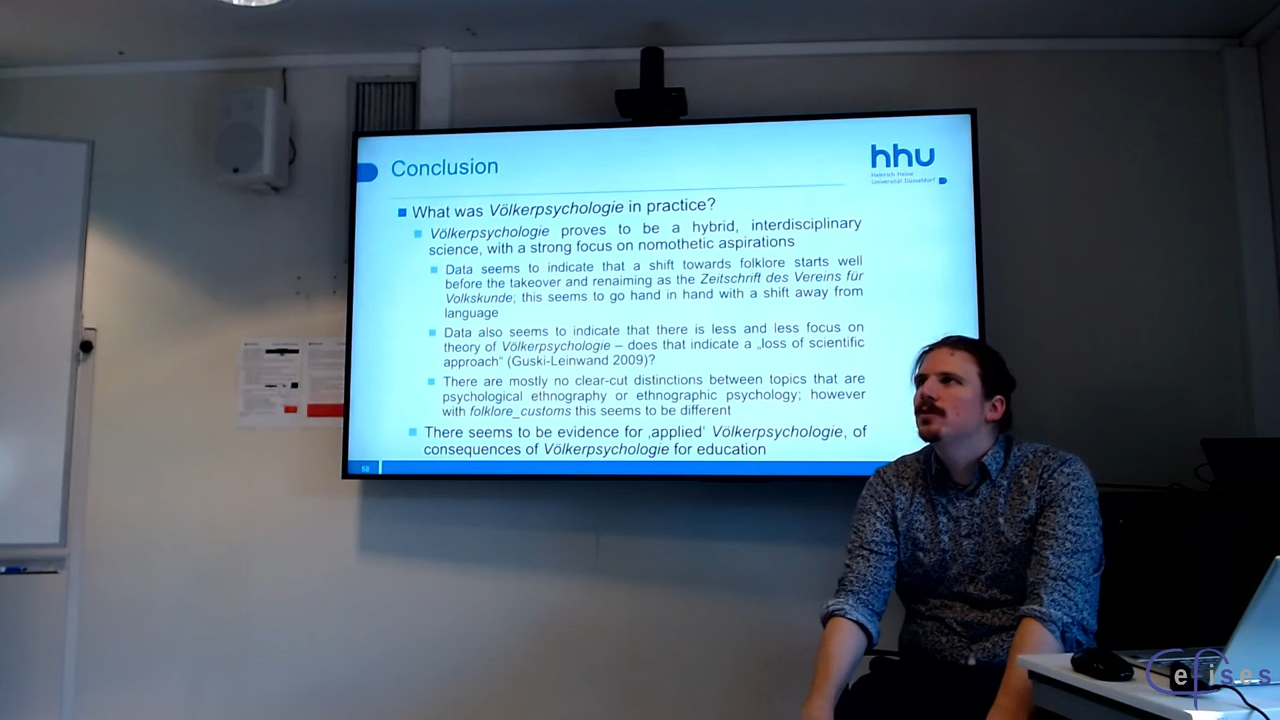 Conclusion
hhu
Heinrich Heine
Universität Düsseldorf
What was Völkerpsychologie in practice?
Völkerpsychologie proves to be a hybrid, interdisciplinary
science, with a strong focus on nomothetic aspirations
Data seems to indicate that a shift towards folklore starts well
before the takeover and renaiming as the Zeitschrift des Vereins für
Volkskunde; this seems to go hand in hand with a shift away from
language
Data also seems to indicate that there is less and less focus on
theory of Völkerpsychologie – does that indicate a „loss of scientific
approach“ (Guski-Leinwand 2009)?
There are mostly no clear-cut distinctions between topics that are
psychological ethnography or ethnographic psychology; however
with folklore_customs this seems to be different
There seems to be evidence for ‚applied‘ Völkerpsychologie, of
consequences of Völkerpsychologie for education
58
Cefises